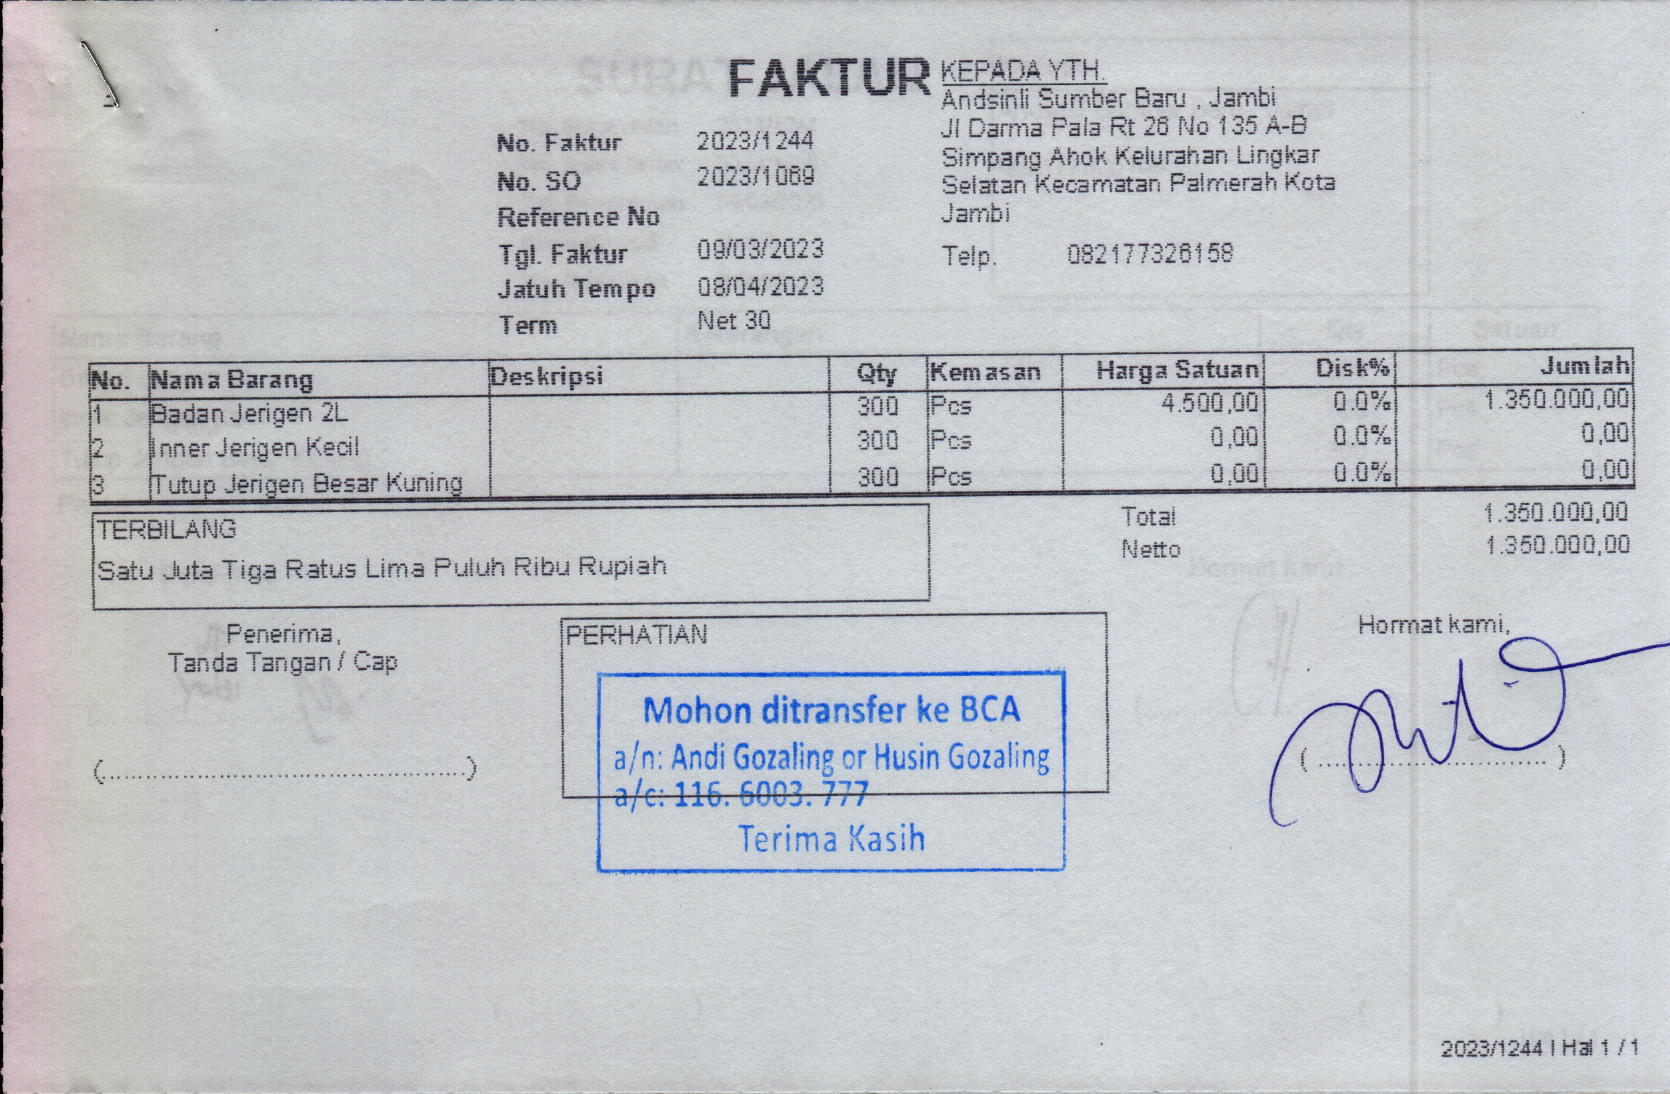 FAKTUR
KEPADA YTH.
Andsinli Sumber Baru , Jambi
Jl Darma Pala Rt 26 No 135 A-B
Simpang Ahok Kelurahan Lingkar
Selatan Kecamatan Palmerah Kota
Jambi
Telp. 082177326158
No. Faktur 2023/1244
No. SO 2023/1069
Reference No
Tgl. Faktur 09/03/2023
Jatuh Tempo 08/04/2023
Term Net 30
No. Nama Barang Deskripsi Qty Kemasan Harga Satuan Disk% Jumlah
1 Badan Jerigen 2L 300 Pcs 4.500,00 0.0% 1.350.000,00
2 Inner Jerigen Kecil 300 Pcs 0,00 0.0% 0,00
3 Tutup Jerigen Besar Kuning 300 Pcs 0,00 0.0% 0,00
Total 1.350.000,00
Netto 1.350.000,00
TERBILANG
Satu Juta Tiga Ratus Lima Puluh Ribu Rupiah
Penerima,
Tanda Tangan / Cap
(..............................................)
PERHATIAN
Mohon ditransfer ke BCA
a/n: Andi Gozaling or Husin Gozaling
a/c: 116. 6003. 777
Terima Kasih
Hormat kami,
( .............................. )
2023/1244 | Hal 1 / 1